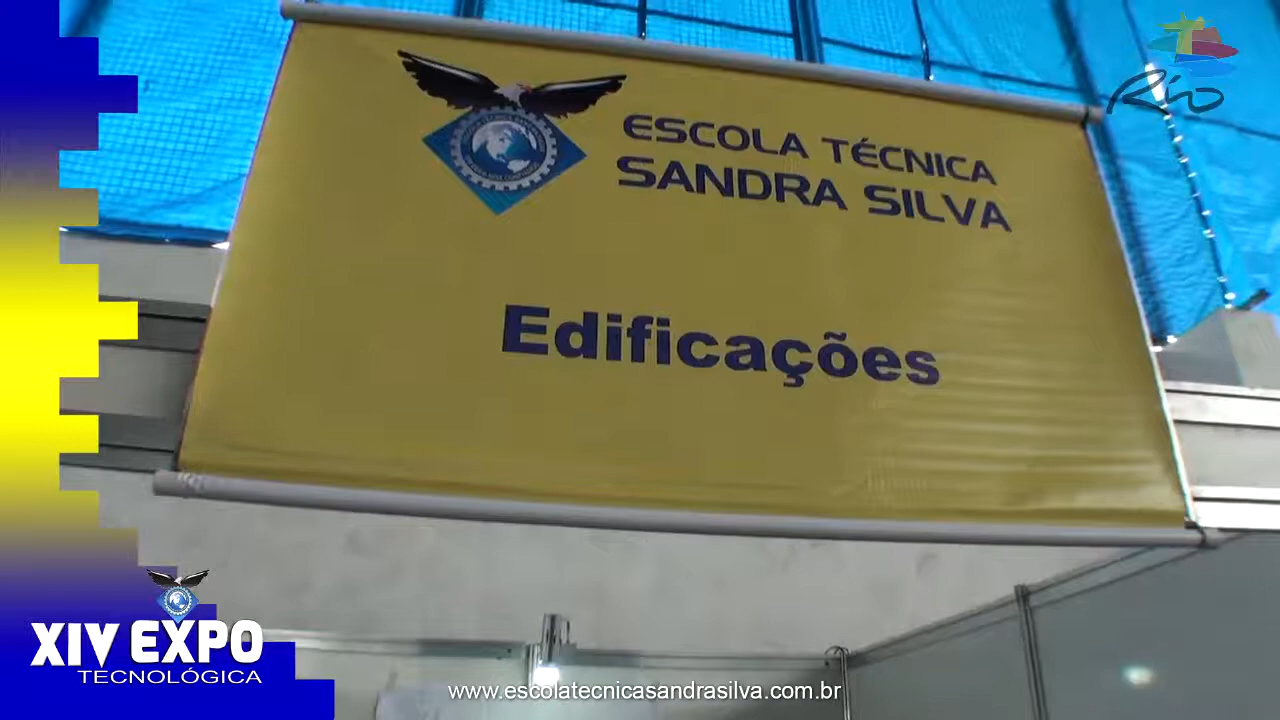 Rio
ESCOLA TÉCNICA
SANDRA SILVA
Edificações
XIV EXPO
TECNOLÓGICA
www.escolatecnicasandrasilva.com.br